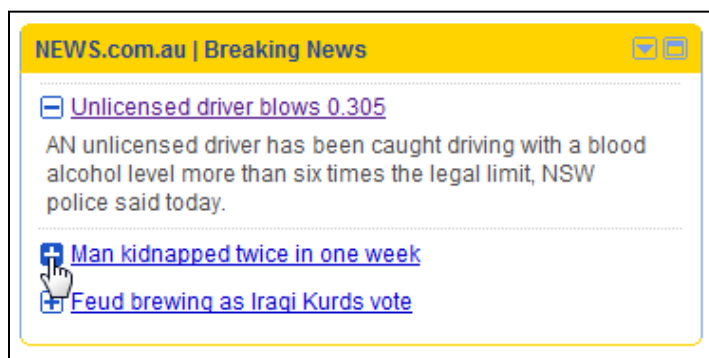 NEWS.com.au | Breaking News
Unlicensed driver blows 0.305
AN unlicensed driver has been caught driving with a blood
alcohol level more than six times the legal limit, NSW
police said today.
Man kidnapped twice in one week
Feud brewing as Iraqi Kurds vote